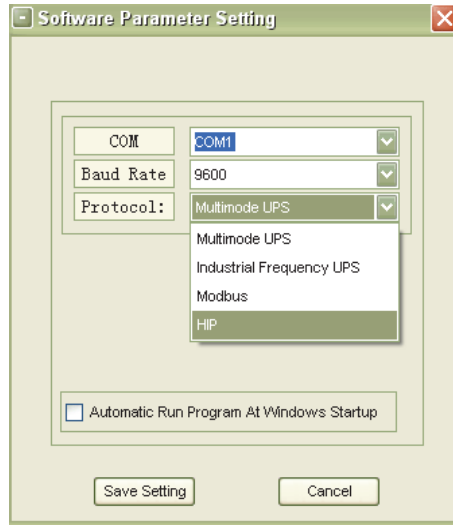 Software Parameter Setting
COM COM1
Baud Rate 9600
Protocol: Multimode UPS
Multimode UPS
Industrial Frequency UPS
Modbus
HIP
Automatic Run Program At Windows Startup
Save Setting Cancel